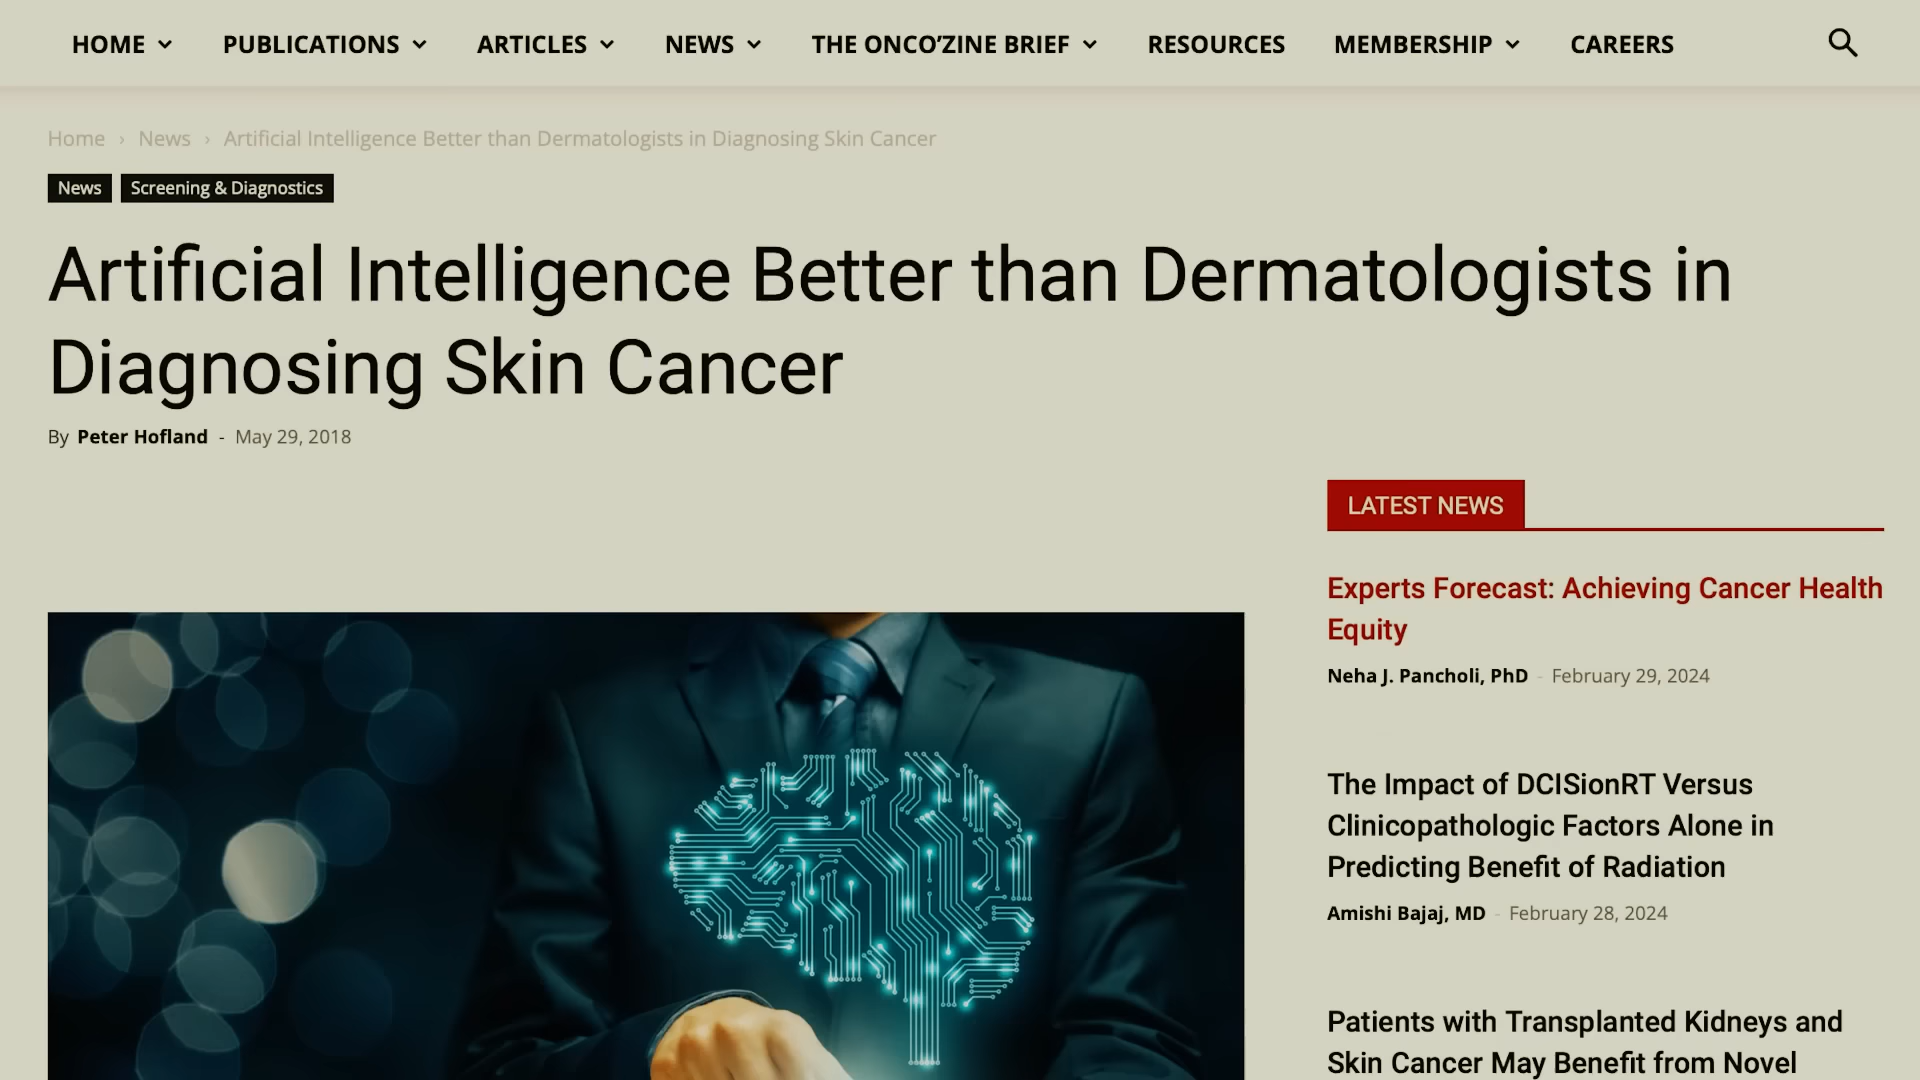 HOME PUBLICATIONS ARTICLES NEWS THE ONCO’ZINE BRIEF RESOURCES MEMBERSHIP CAREERS
Home › News › Artificial Intelligence Better than Dermatologists in Diagnosing Skin Cancer
News Screening & Diagnostics
Artificial Intelligence Better than Dermatologists in
Diagnosing Skin Cancer
By Peter Hofland - May 29, 2018
LATEST NEWS
Experts Forecast: Achieving Cancer Health
Equity
Neha J. Pancholi, PhD - February 29, 2024
The Impact of DCISionRT Versus
Clinicopathologic Factors Alone in
Predicting Benefit of Radiation
Amishi Bajaj, MD - February 28, 2024
Patients with Transplanted Kidneys and
Skin Cancer May Benefit from Novel